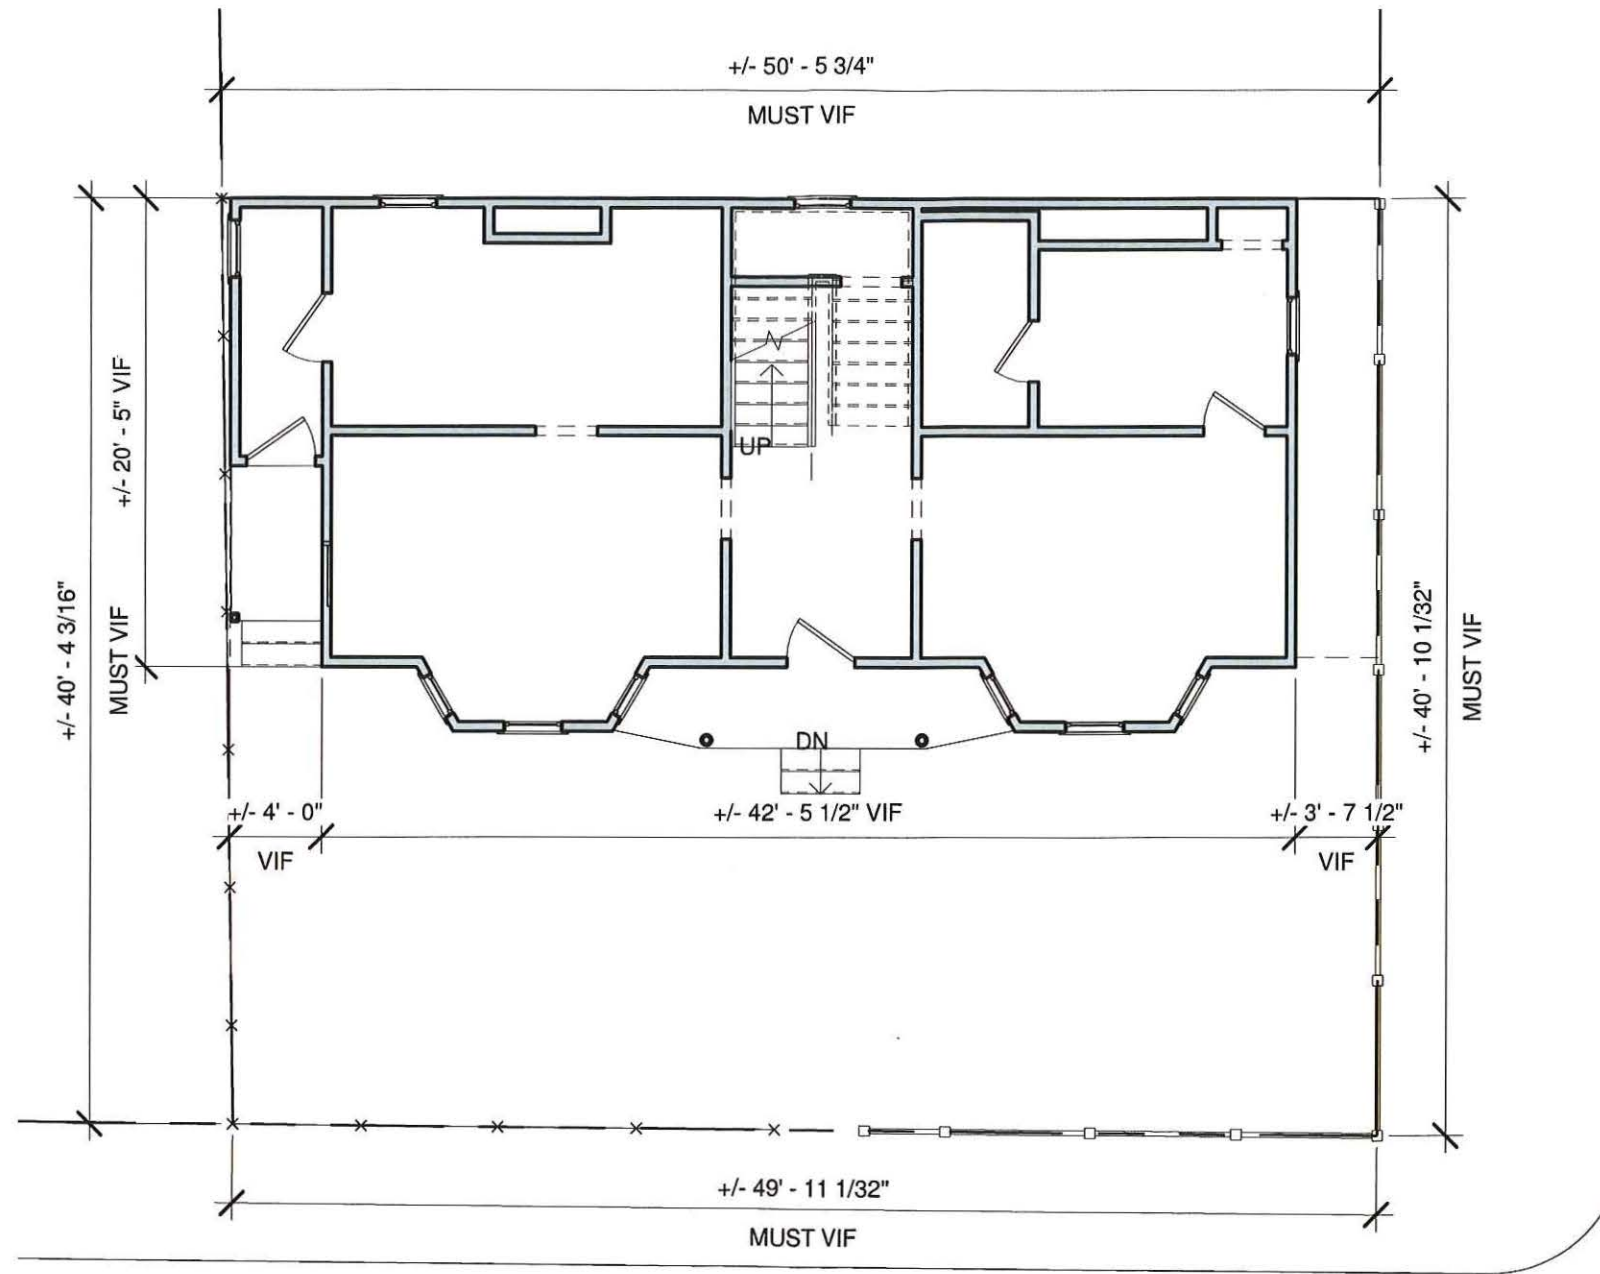 +/- 50' - 5 3/4"
MUST VIF
+/- 20' - 5" VIF
MUST VIF
+/- 40' - 4 3/16"
+/- 40' - 10 1/32"
MUST VIF
UP
DN
+/- 4' - 0"
VIF
+/- 42' - 5 1/2" VIF
+/- 3' - 7 1/2"
VIF
+/- 49' - 11 1/32"
MUST VIF